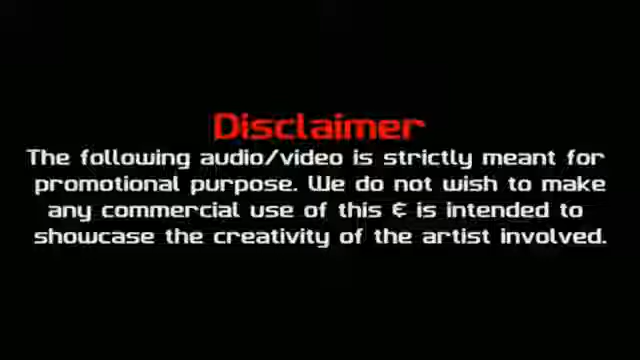 Disclaimer
The following audio/video is strictly meant for
promotional purpose. We do not wish to make
any commercial use of this & is intended to
showcase the creativity of the artist involved.